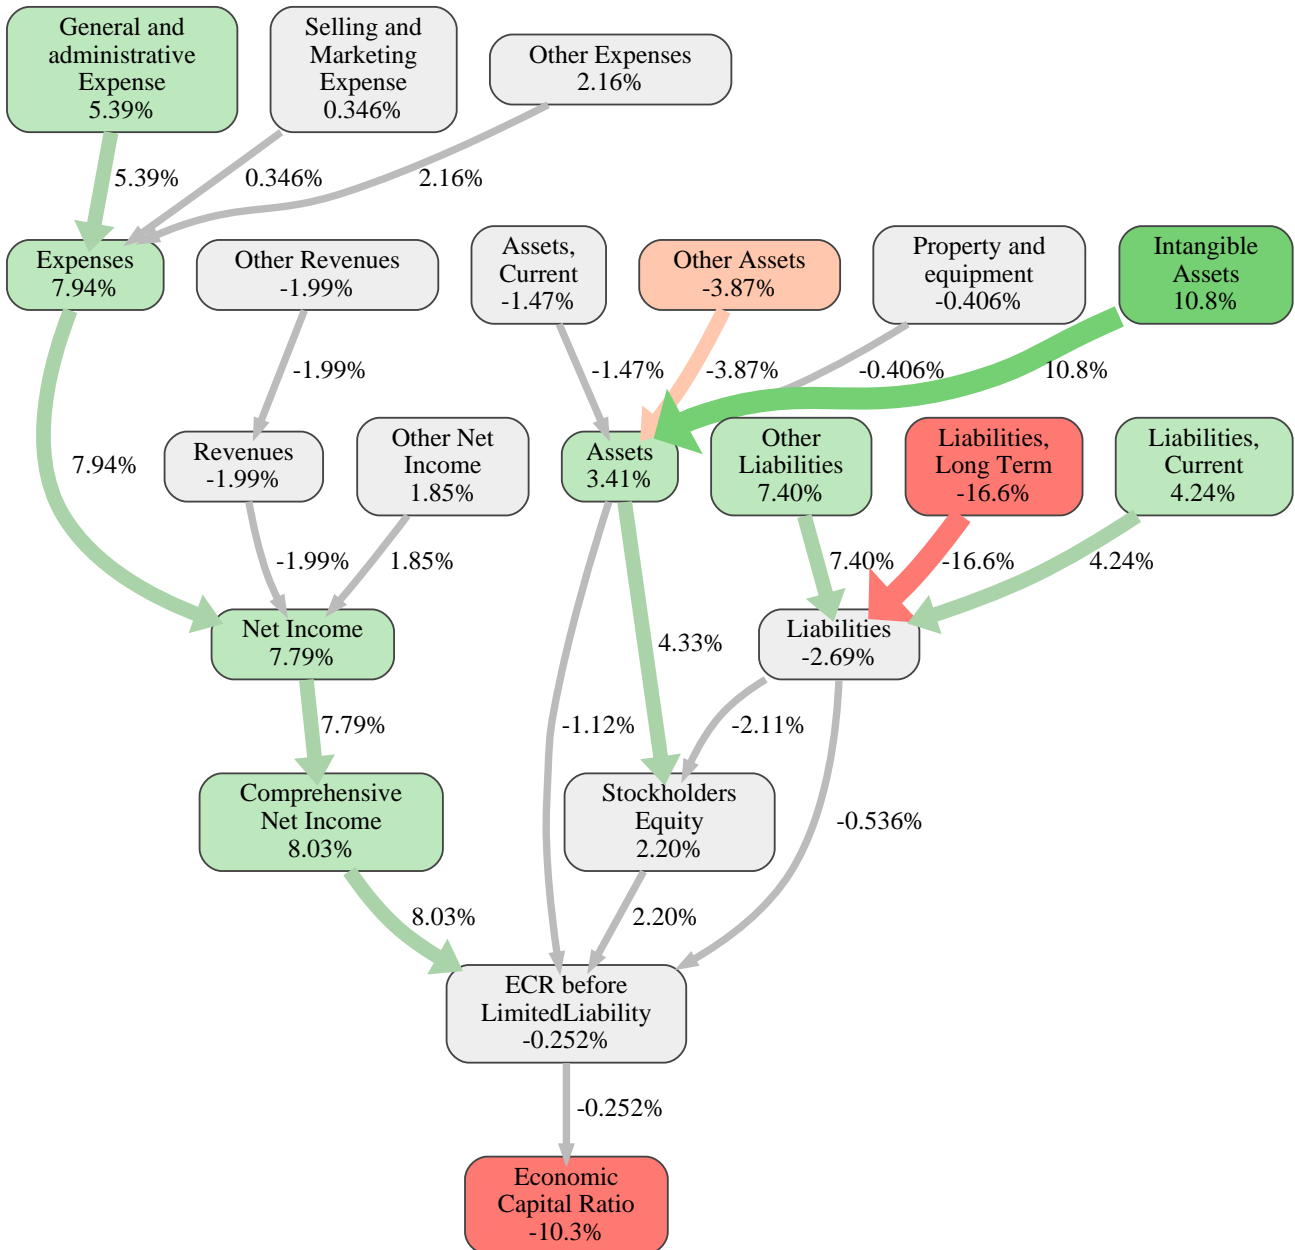 General and
administrative
Expense
5.39%
Selling and
Marketing
Expense
0.346%
Other Expenses
2.16%
5.39%
0.346%
2.16%
Expenses
7.94%
Other Revenues
-1.99%
Assets,
Current
-1.47%
Other Assets
-3.87%
Property and
equipment
-0.406%
Intangible
Assets
10.8%
-1.99%
-1.47%
-3.87%
-0.406%
10.8%
7.94%
Revenues
-1.99%
Other Net
Income
1.85%
Assets
3.41%
Other
Liabilities
7.40%
Liabilities,
Long Term
-16.6%
Liabilities,
Current
4.24%
-1.99%
1.85%
7.40%
-16.6%
4.24%
Net Income
7.79%
4.33%
Liabilities
-2.69%
7.79%
-1.12%
-2.11%
Comprehensive
Net Income
8.03%
Stockholders
Equity
2.20%
-0.536%
8.03%
2.20%
ECR before
LimitedLiability
-0.252%
-0.252%
Economic
Capital Ratio
-10.3%